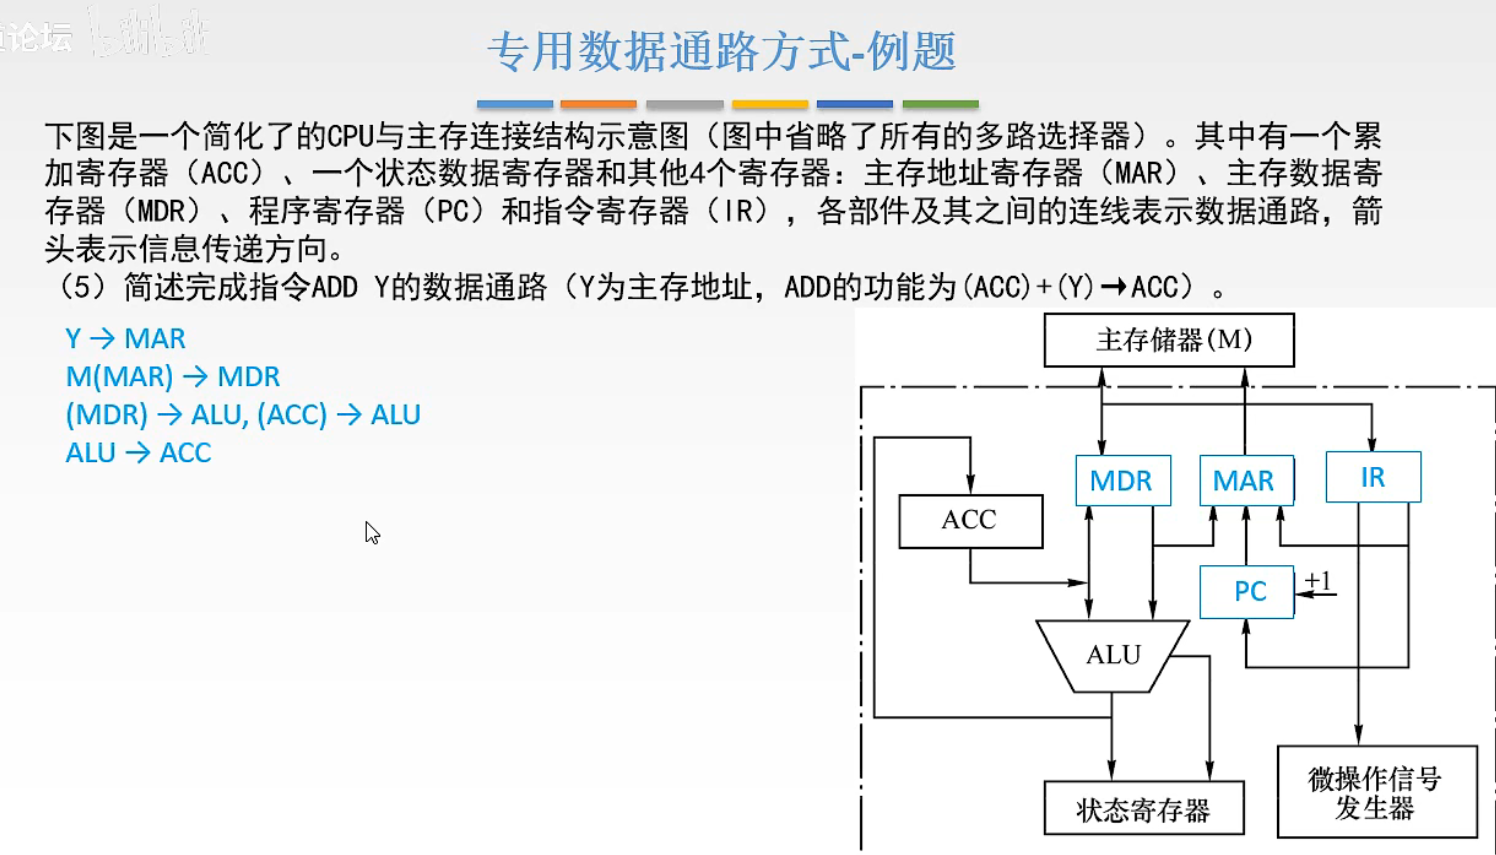 论坛 bilibili
专用数据通路方式-例题
下图是一个简化了的CPU与主存连接结构示意图（图中省略了所有的多路选择器）。其中有一个累
加寄存器（ACC）、一个状态数据寄存器和其他4个寄存器：主存地址寄存器（MAR）、主存数据寄
存器（MDR）、程序寄存器（PC）和指令寄存器（IR），各部件及其之间的连线表示数据通路，箭
头表示信息传递方向。
（5）简述完成指令ADD Y的数据通路（Y为主存地址，ADD的功能为(ACC)+(Y)→ACC）。
Y → MAR
M(MAR) → MDR
(MDR) → ALU, (ACC) → ALU
ALU → ACC
主存储器(M)
MDR
MAR
IR
ACC
PC
+1
ALU
状态寄存器
微操作信号
发生器